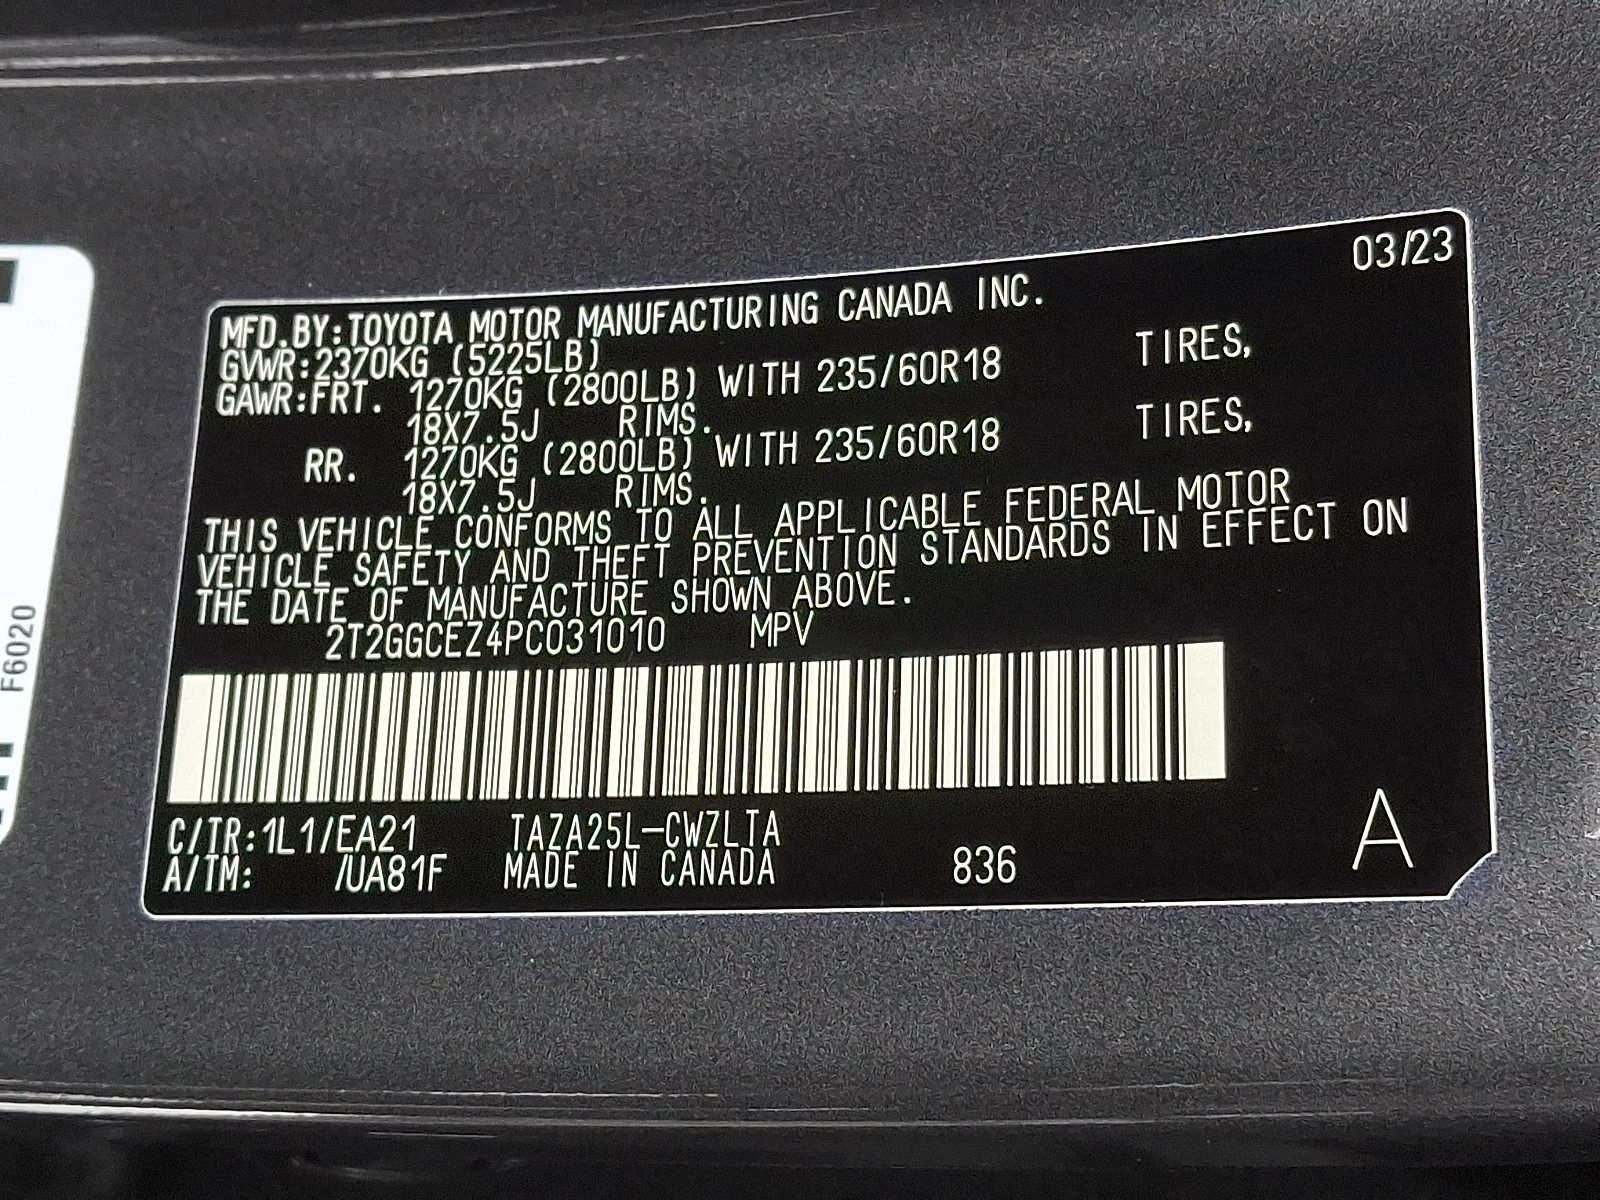 03/23
MFD.BY:TOYOTA MOTOR MANUFACTURING CANADA INC.
GVWR:2370KG (5225LB)
GAWR:FRT. 1270KG (2800LB) WITH 235/60R18 TIRES,
18X7.5J RIMS.
RR. 1270KG (2800LB) WITH 235/60R18 TIRES,
18X7.5J RIMS.
THIS VEHICLE CONFORMS TO ALL APPLICABLE FEDERAL MOTOR
VEHICLE SAFETY AND THEFT PREVENTION STANDARDS IN EFFECT ON
THE DATE OF MANUFACTURE SHOWN ABOVE.
2T2GGCEZ4PC031010 MPV
C/TR:1L1/EA21 TAZA25L-CWZLTA
A/TM: /UA81F MADE IN CANADA 836 A
F6020